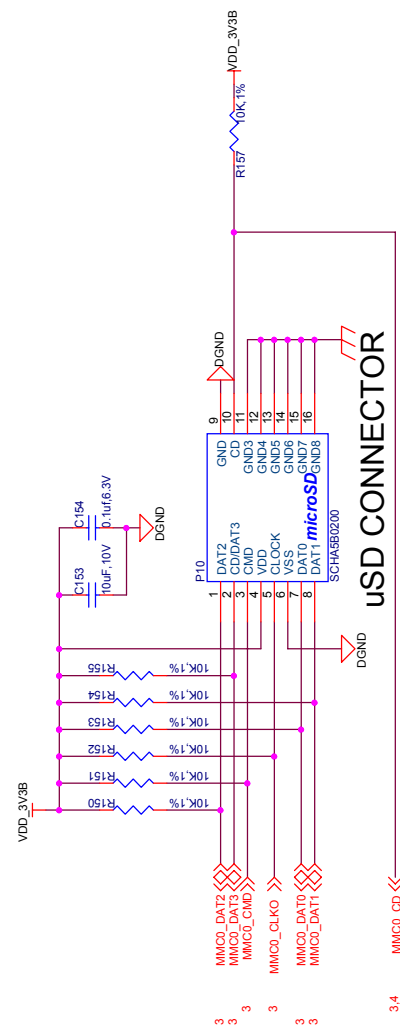 VDD_3V3B
10K,1%
R157
DGND
9
10
11
12
13
14
15
16
GND
CD
GND3
GND4
GND5
GND6
GND7
GND8
microSD
DAT2
CD/DAT3
CMD
VDD
CLOCK
VSS
DAT0
DAT1
P10
SCHA5B0200
1
2
3
4
5
6
7
8
uSD CONNECTOR
C154
0.1uf,6.3V
C153
10uF,10V
DGND
DGND
R155
10K,1%
R154
10K,1%
R153
10K,1%
R152
10K,1%
R151
10K,1%
R150
10K,1%
VDD_3V3B
MMC0_DAT2
MMC0_DAT3
MMC0_CMD
MMC0_CLKO
MMC0_DAT0
MMC0_DAT1
MMC0_CD
3
3
3
3
3
3
3,4